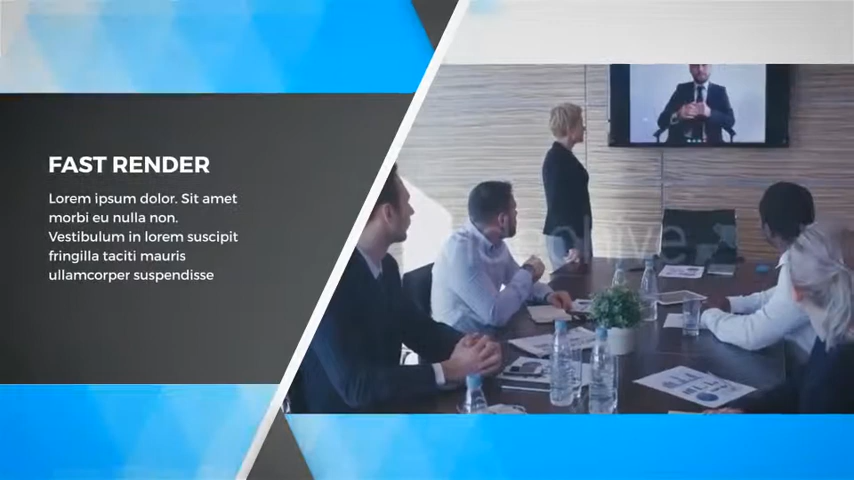 FAST RENDER
Lorem ipsum dolor. Sit amet
morbi eu nulla non.
Vestibulum in lorem suscipit
fringilla taciti mauris
ullamcorper suspendisse